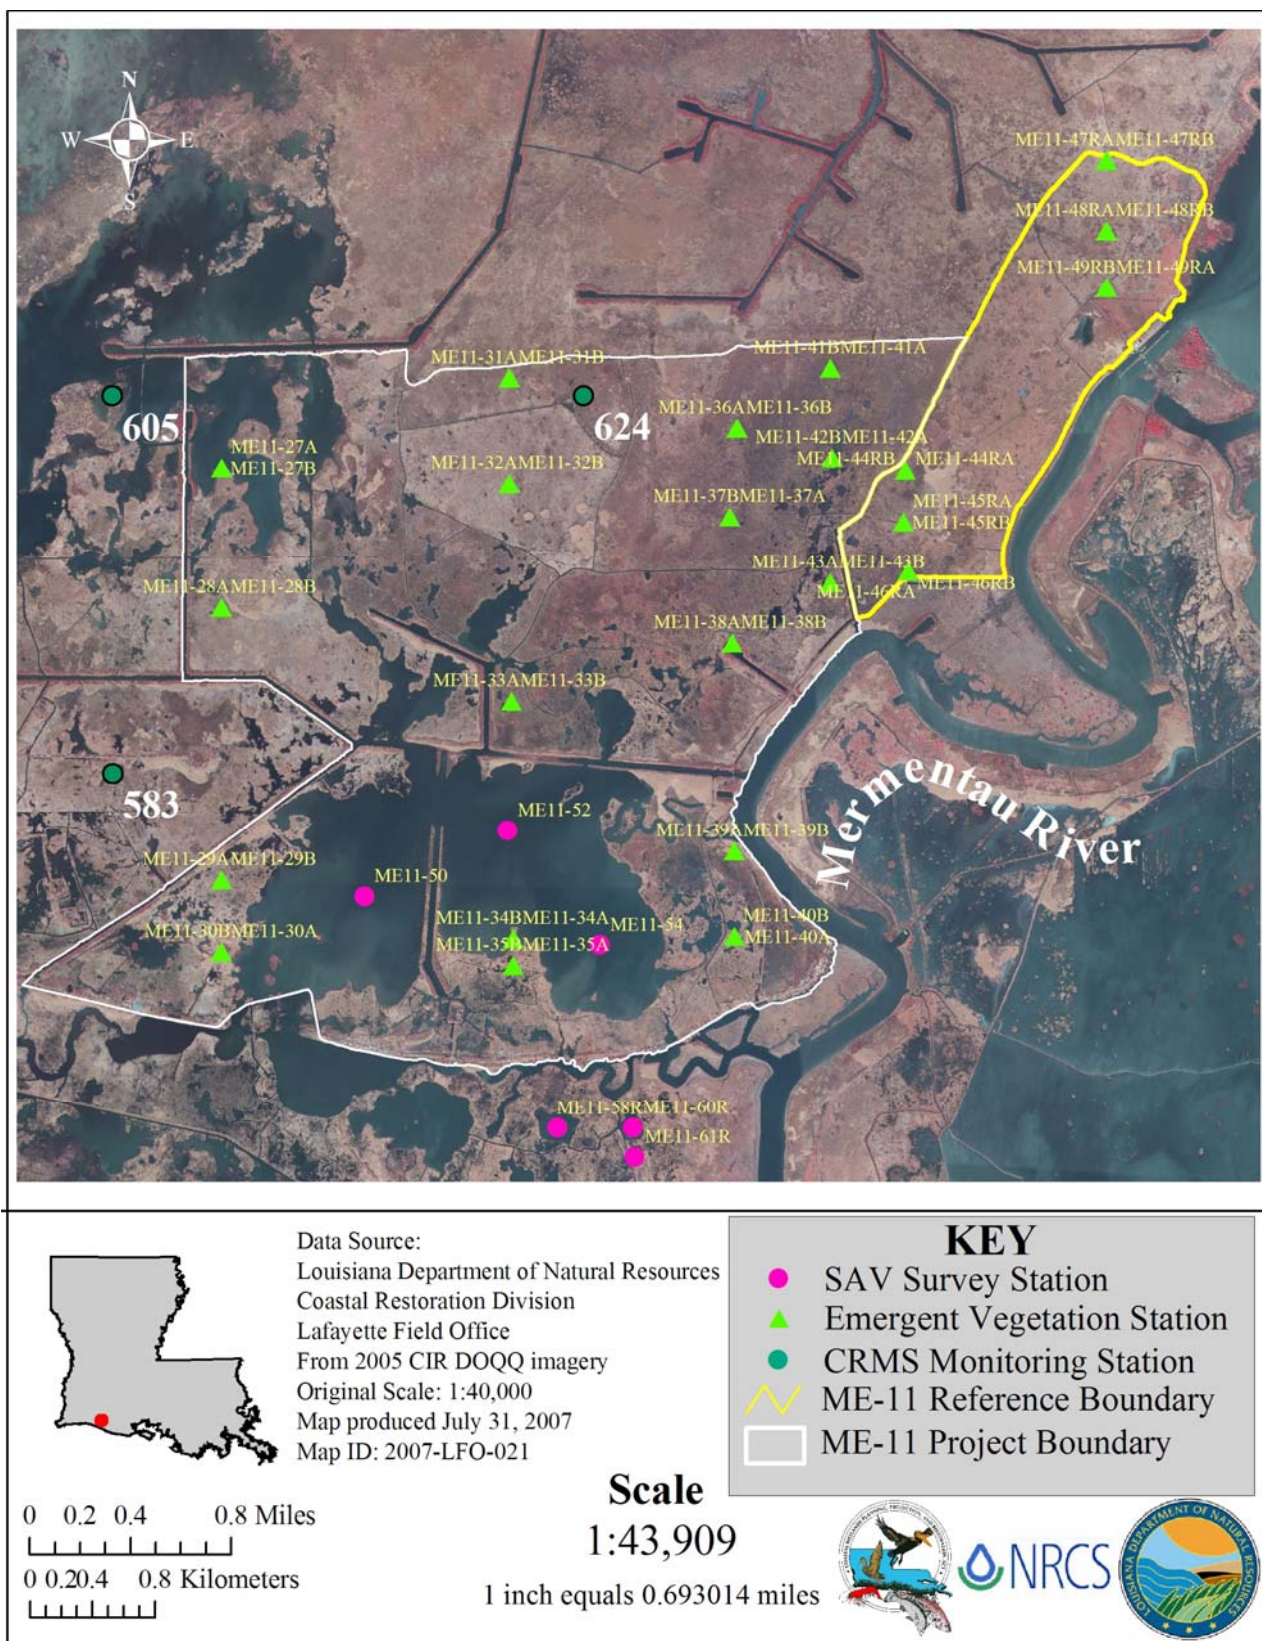 N
W E
S
ME11-47RAME11-47RB
ME11-48RAME11-48RB
ME11-49RBME11-49RA
ME11-41BME11-41A
ME11-31AME11-31B
605
624
ME11-36AME11-36B
ME11-42BME11-42A
ME11-27A
ME11-27B
ME11-32AME11-32B
ME11-44RB
ME11-44RA
ME11-37BME11-37A
ME11-45RA
ME11-45RB
ME11-43AME11-43B
ME11-46RB
ME11-46RA
ME11-28AME11-28B
ME11-38AME11-38B
ME11-33AME11-33B
583
Mermentau River
ME11-52
ME11-39AME11-39B
ME11-29AME11-29B
ME11-50
ME11-34BME11-34A
ME11-54
ME11-40B
ME11-40A
ME11-30BME11-30A
ME11-35BME11-35A
ME11-58RME11-60R
ME11-61R
Data Source:
Louisiana Department of Natural Resources
Coastal Restoration Division
Lafayette Field Office
From 2005 CIR DOQQ imagery
Original Scale: 1:40,000
Map produced July 31, 2007
Map ID: 2007-LFO-021
KEY
SAV Survey Station
Emergent Vegetation Station
CRMS Monitoring Station
ME-11 Reference Boundary
ME-11 Project Boundary
0 0.2 0.4 0.8 Miles
0 0.20.4 0.8 Kilometers
Scale
1:43,909
1 inch equals 0.693014 miles
NRCS
LOUISIANA DEPARTMENT OF NATURAL RESOURCES